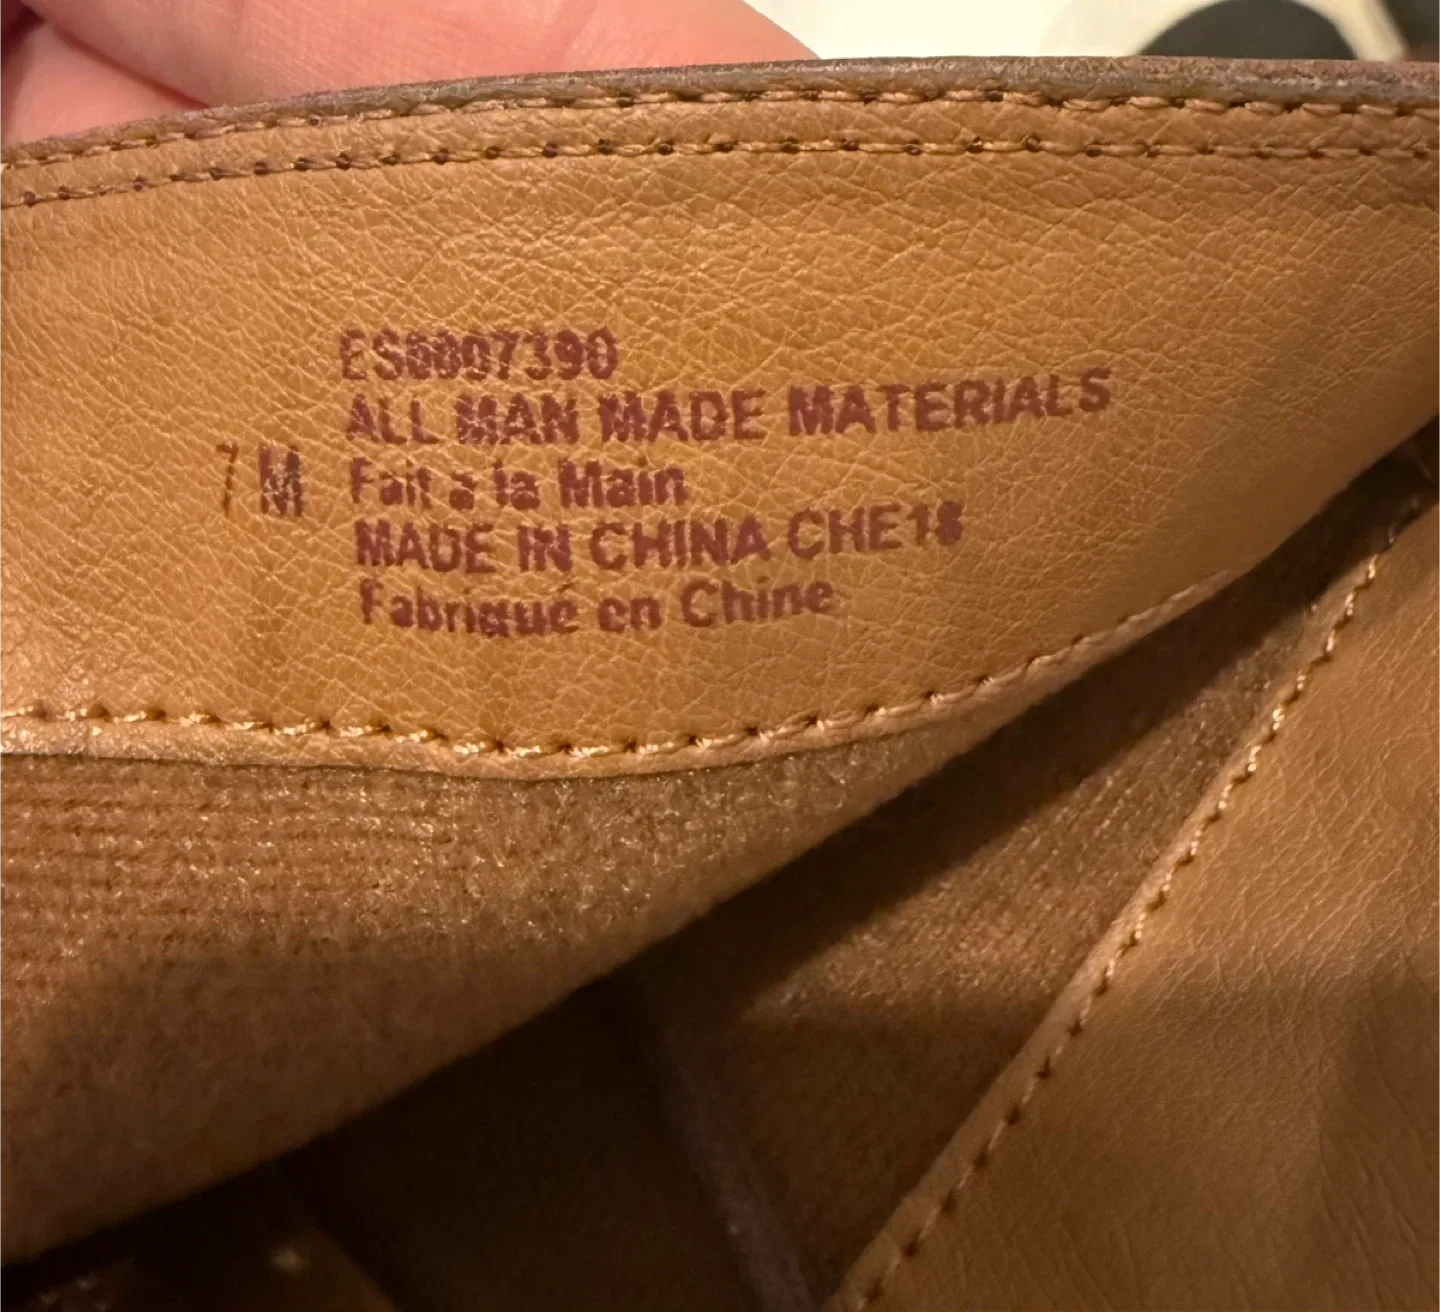 ES0007390
ALL MAN MADE MATERIALS
7 M Fait a la Main
MADE IN CHINA CHE18
Fabriqué en Chine